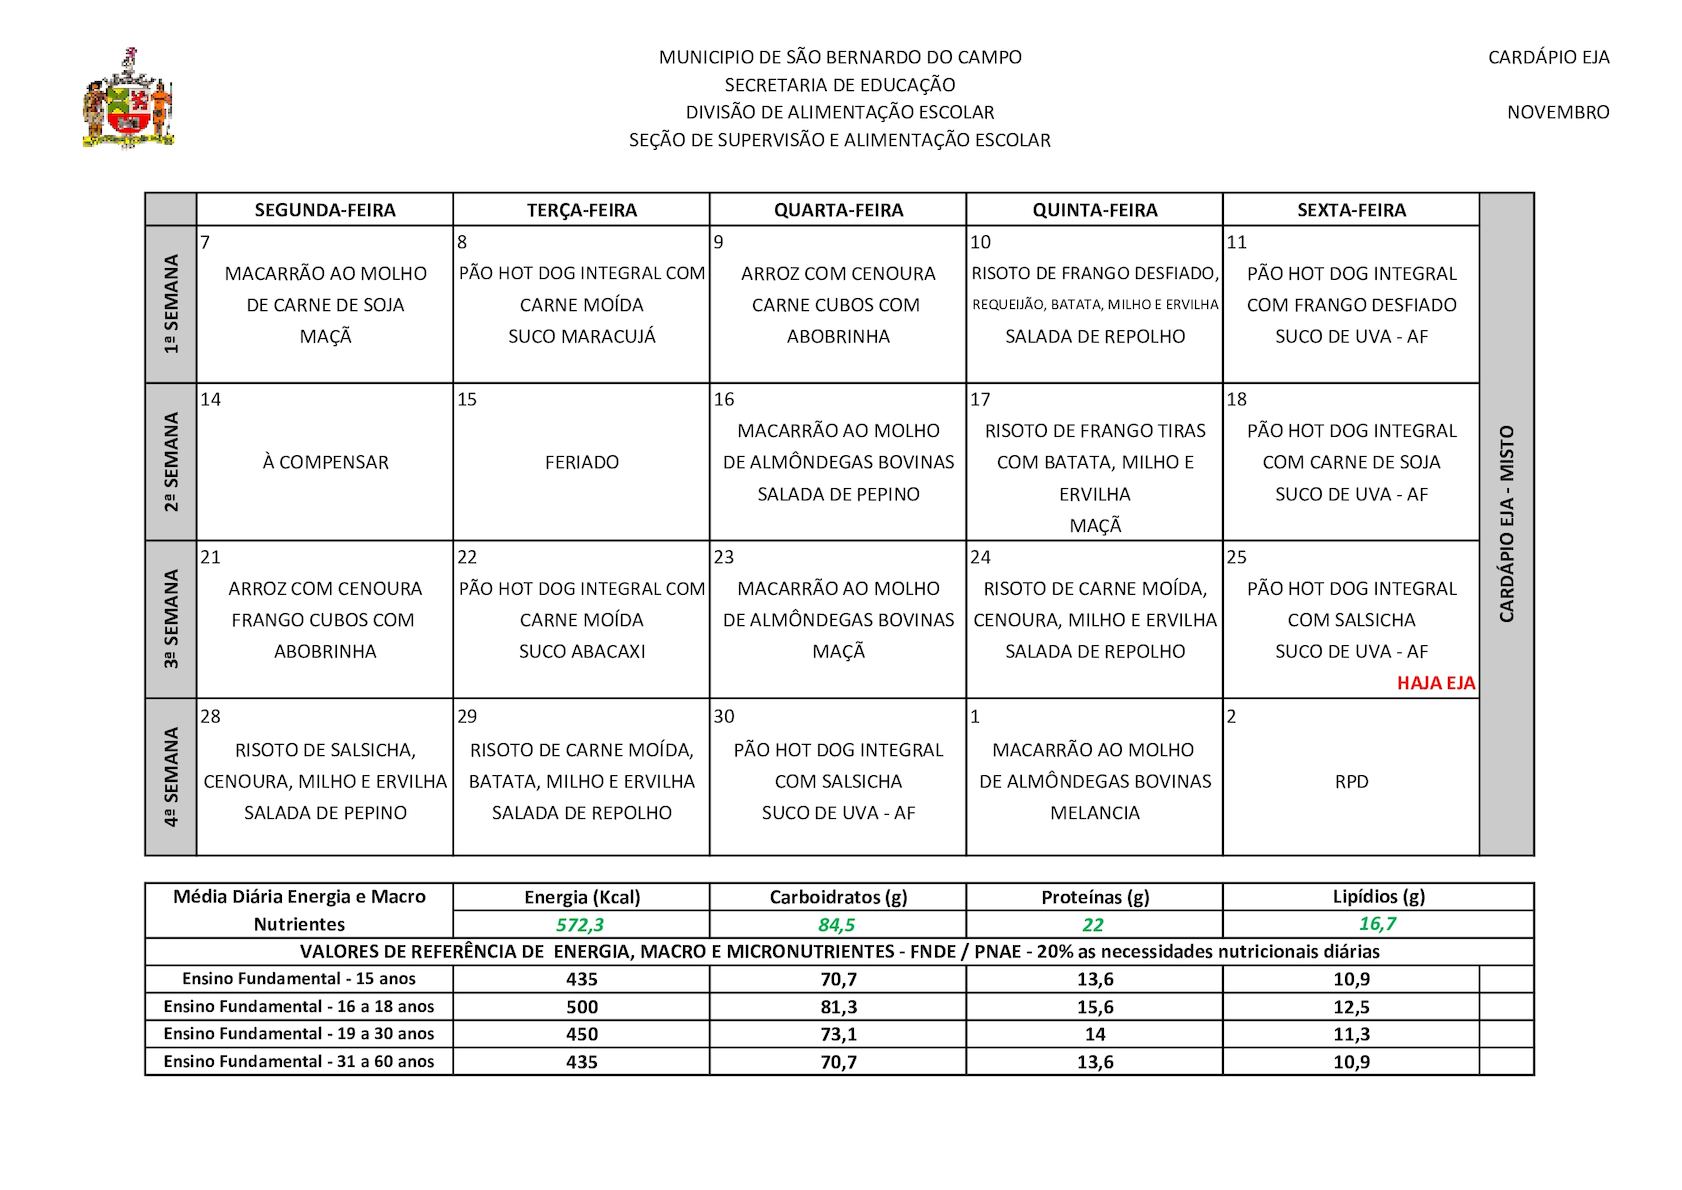 MUNICIPIO DE SÃO BERNARDO DO CAMPO
SECRETARIA DE EDUCAÇÃO
DIVISÃO DE ALIMENTAÇÃO ESCOLAR
SEÇÃO DE SUPERVISÃO E ALIMENTAÇÃO ESCOLAR
CARDÁPIO EJA
NOVEMBRO
SEGUNDA-FEIRA TERÇA-FEIRA QUARTA-FEIRA QUINTA-FEIRA SEXTA-FEIRA
1ª SEMANA
7
MACARRÃO AO MOLHO
DE CARNE DE SOJA
MAÇÃ
8
PÃO HOT DOG INTEGRAL COM
CARNE MOÍDA
SUCO MARACUJÁ
9
ARROZ COM CENOURA
CARNE CUBOS COM
ABOBRINHA
10
RISOTO DE FRANGO DESFIADO,
REQUEIJÃO, BATATA, MILHO E ERVILHA
SALADA DE REPOLHO
11
PÃO HOT DOG INTEGRAL
COM FRANGO DESFIADO
SUCO DE UVA - AF
2ª SEMANA
14
À COMPENSAR
15
FERIADO
16
MACARRÃO AO MOLHO
DE ALMÔNDEGAS BOVINAS
SALADA DE PEPINO
17
RISOTO DE FRANGO TIRAS
COM BATATA, MILHO E
ERVILHA
MAÇÃ
18
PÃO HOT DOG INTEGRAL
COM CARNE DE SOJA
SUCO DE UVA - AF
3ª SEMANA
21
ARROZ COM CENOURA
FRANGO CUBOS COM
ABOBRINHA
22
PÃO HOT DOG INTEGRAL COM
CARNE MOÍDA
SUCO ABACAXI
23
MACARRÃO AO MOLHO
DE ALMÔNDEGAS BOVINAS
MAÇÃ
24
RISOTO DE CARNE MOÍDA,
CENOURA, MILHO E ERVILHA
SALADA DE REPOLHO
25
PÃO HOT DOG INTEGRAL
COM SALSICHA
SUCO DE UVA - AF
HAJA EJA
4ª SEMANA
28
RISOTO DE SALSICHA,
CENOURA, MILHO E ERVILHA
SALADA DE PEPINO
29
RISOTO DE CARNE MOÍDA,
BATATA, MILHO E ERVILHA
SALADA DE REPOLHO
30
PÃO HOT DOG INTEGRAL
COM SALSICHA
SUCO DE UVA - AF
1
MACARRÃO AO MOLHO
DE ALMÔNDEGAS BOVINAS
MELANCIA
2
RPD
CARDÁPIO EJA - MISTO
Média Diária Energia e Macro
Nutrientes
Energia (Kcal) Carboidratos (g) Proteínas (g) Lipídios (g)
572,3 84,5 22 16,7
VALORES DE REFERÊNCIA DE ENERGIA, MACRO E MICRONUTRIENTES - FNDE / PNAE - 20% as necessidades nutricionais diárias
Ensino Fundamental - 15 anos 435 70,7 13,6 10,9
Ensino Fundamental - 16 a 18 anos 500 81,3 15,6 12,5
Ensino Fundamental - 19 a 30 anos 450 73,1 14 11,3
Ensino Fundamental - 31 a 60 anos 435 70,7 13,6 10,9